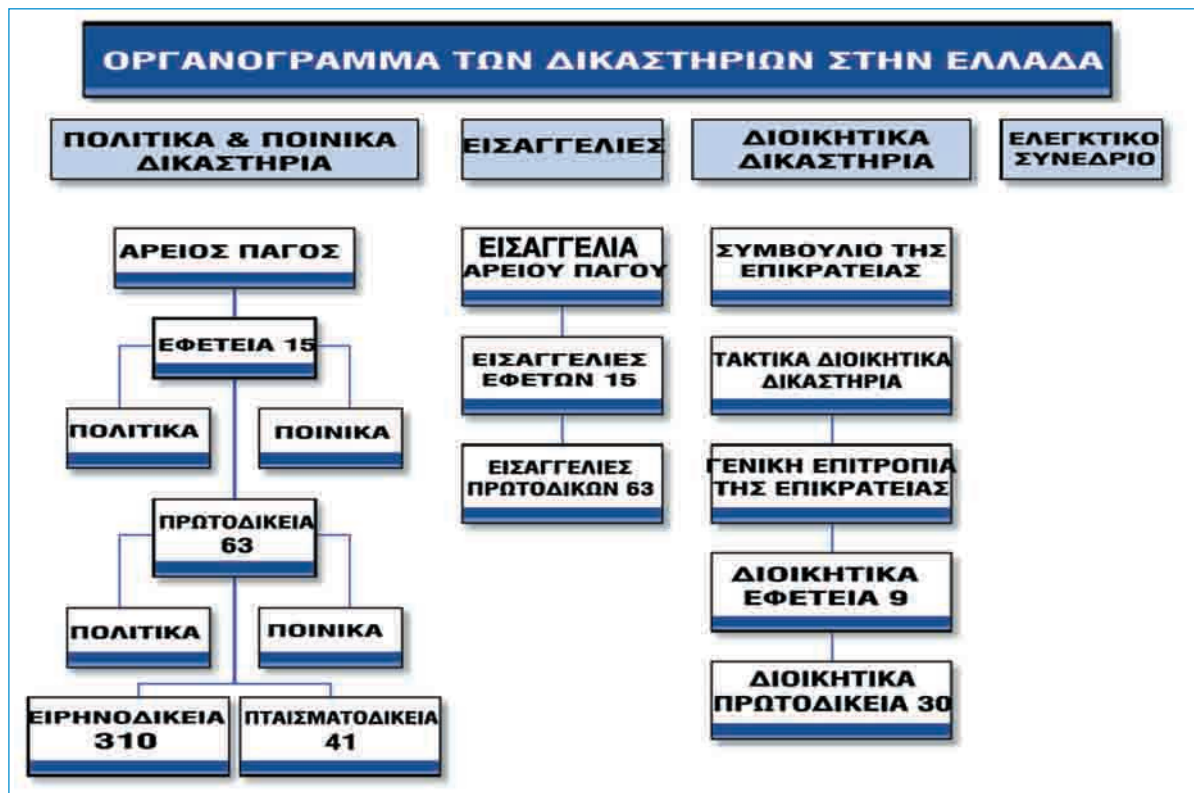 ΟΡΓΑΝΟΓΡΑΜΜΑ ΤΩΝ ΔΙΚΑΣΤΗΡΙΩΝ ΣΤΗΝ ΕΛΛΑΔΑ
ΠΟΛΙΤΙΚΑ & ΠΟΙΝΙΚΑ
ΔΙΚΑΣΤΗΡΙΑ
ΑΡΕΙΟΣ ΠΑΓΟΣ
ΕΦΕΤΕΙΑ 15
ΠΟΛΙΤΙΚΑ
ΠΟΙΝΙΚΑ
ΠΡΩΤΟΔΙΚΕΙΑ
63
ΠΟΛΙΤΙΚΑ
ΠΟΙΝΙΚΑ
ΕΙΡΗΝΟΔΙΚΕΙΑ
310
ΠΤΑΙΣΜΑΤΟΔΙΚΕΙΑ
41
ΕΙΣΑΓΓΕΛΙΕΣ
ΕΙΣΑΓΓΕΛΙΑ
ΑΡΕΙΟΥ ΠΑΓΟΥ
ΕΙΣΑΓΓΕΛΙΕΣ
ΕΦΕΤΩΝ 15
ΕΙΣΑΓΓΕΛΙΕΣ
ΠΡΩΤΟΔΙΚΩΝ 63
ΔΙΟΙΚΗΤΙΚΑ
ΔΙΚΑΣΤΗΡΙΑ
ΣΥΜΒΟΥΛΙΟ ΤΗΣ
ΕΠΙΚΡΑΤΕΙΑΣ
ΤΑΚΤΙΚΑ ΔΙΟΙΚΗΤΙΚΑ
ΔΙΚΑΣΤΗΡΙΑ
ΓΕΝΙΚΗ ΕΠΙΤΡΟΠΙΑ
ΤΗΣ ΕΠΙΚΡΑΤΕΙΑΣ
ΔΙΟΙΚΗΤΙΚΑ
ΕΦΕΤΕΙΑ 9
ΔΙΟΙΚΗΤΙΚΑ
ΠΡΩΤΟΔΙΚΕΙΑ 30
ΕΛΕΓΚΤΙΚΟ
ΣΥΝΕΔΡΙΟ